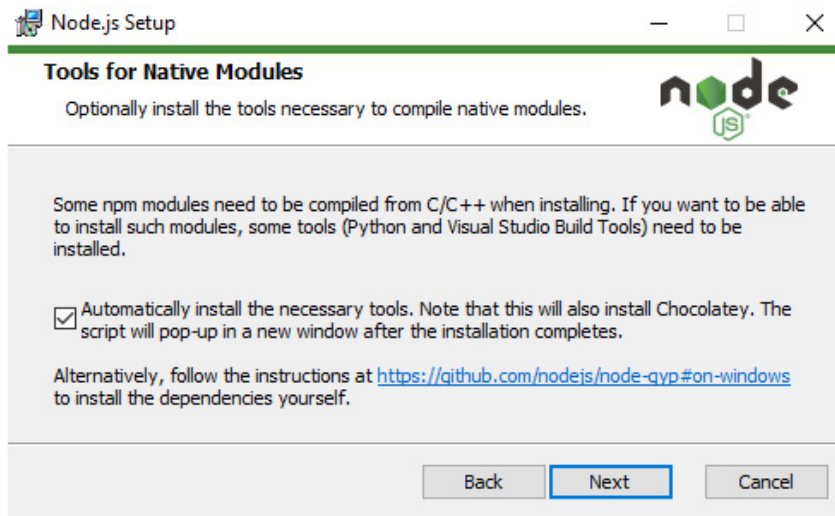 Node.js Setup
Tools for Native Modules
Optionally install the tools necessary to compile native modules.
node
JS
Some npm modules need to be compiled from C/C++ when installing. If you want to be able
to install such modules, some tools (Python and Visual Studio Build Tools) need to be
installed.
Automatically install the necessary tools. Note that this will also install Chocolatey. The
script will pop-up in a new window after the installation completes.
Alternatively, follow the instructions at https://github.com/nodejs/node-gyp#on-windows
to install the dependencies yourself.
Back Next Cancel